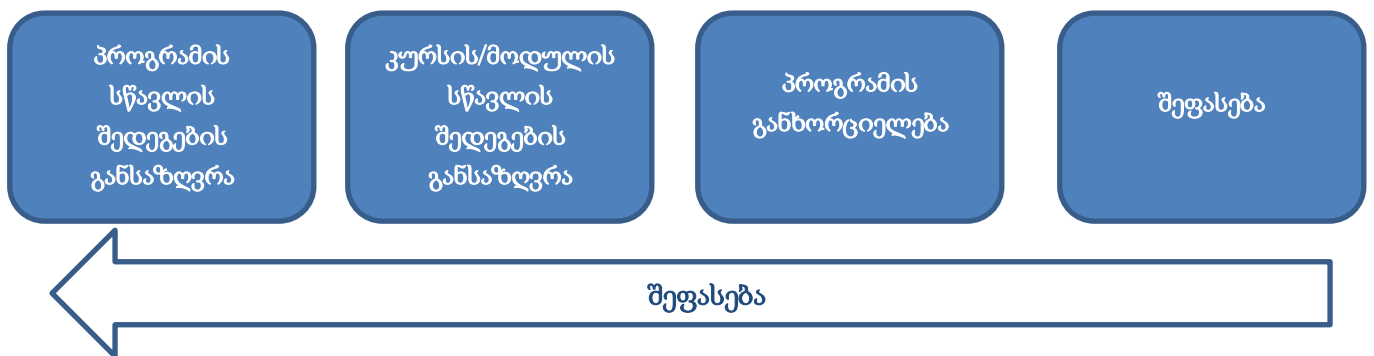 პროგრამის
სწავლის
შედეგების
განსაზღვრა
კურსის/მოდულის
სწავლის
შედეგების
განსაზღვრა
პროგრამის
განხორციელება
შეფასება
შეფასება